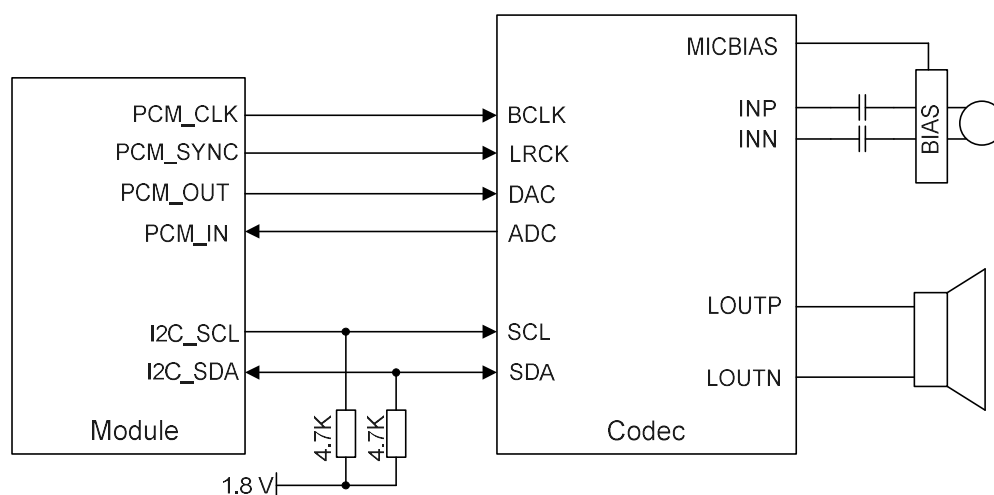 MICBIAS
PCM_CLK
BCLK
INP
PCM_SYNC
LRCK
INN
BIAS
PCM_OUT
DAC
PCM_IN
ADC
LOUTP
I2C_SCL
SCL
I2C_SDA
SDA
LOUTN
4.7K
4.7K
Module
Codec
1.8 V